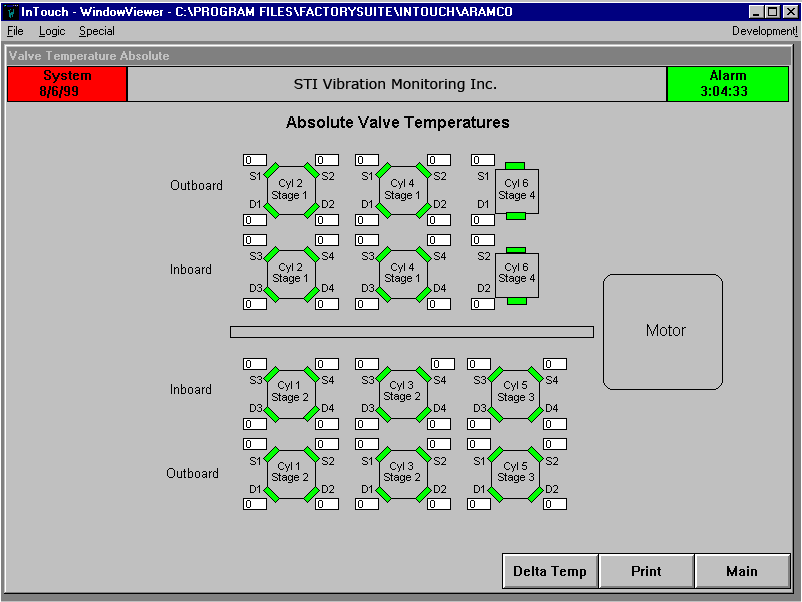 InTouch - WindowViewer - C:\PROGRAM FILES\FACTORYSUITE\INTOUCH\ARAMCO
File Logic Special Development!
Valve Temperature Absolute
System
8/6/99
STI Vibration Monitoring Inc.
Alarm
3:04:33
Absolute Valve Temperatures
0 0 0 0 0
S1 S2 S1 S2 S1
Outboard Cyl 2 Stage 1 Cyl 4 Stage 1 Cyl 6 Stage 4
D1 D2 D1 D2 D1
0 0 0 0 0
0 0 0 0 0
S3 S4 S3 S4 S2
Inboard Cyl 2 Stage 1 Cyl 4 Stage 1 Cyl 6 Stage 4
D3 D4 D3 D4 D2
0 0 0 0 0
Motor
0 0 0 0 0 0
S3 S4 S3 S4 S3 S4
Inboard Cyl 1 Stage 2 Cyl 3 Stage 2 Cyl 5 Stage 3
D3 D4 D3 D4 D3 D4
0 0 0 0 0 0
0 0 0 0 0 0
S1 S2 S1 S2 S1 S2
Outboard Cyl 1 Stage 2 Cyl 3 Stage 2 Cyl 5 Stage 3
D1 D2 D1 D2 D1 D2
0 0 0 0 0 0
Delta Temp Print Main